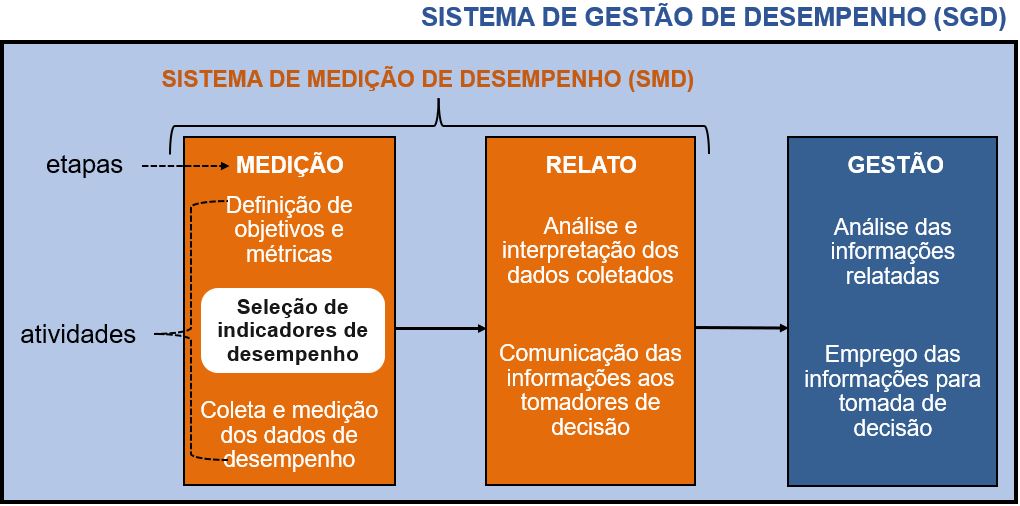 SISTEMA DE GESTÃO DE DESEMPENHO (SGD)
SISTEMA DE MEDIÇÃO DE DESEMPENHO (SMD)
etapas
atividades
MEDIÇÃO
Definição de
objetivos e
métricas
Seleção de
indicadores de
desempenho
Coleta e medição
dos dados de
desempenho
RELATO
Análise e
interpretação dos
dados coletados
Comunicação das
informações aos
tomadores de
decisão
GESTÃO
Análise das
informações
relatadas
Emprego das
informações para
tomada de
decisão